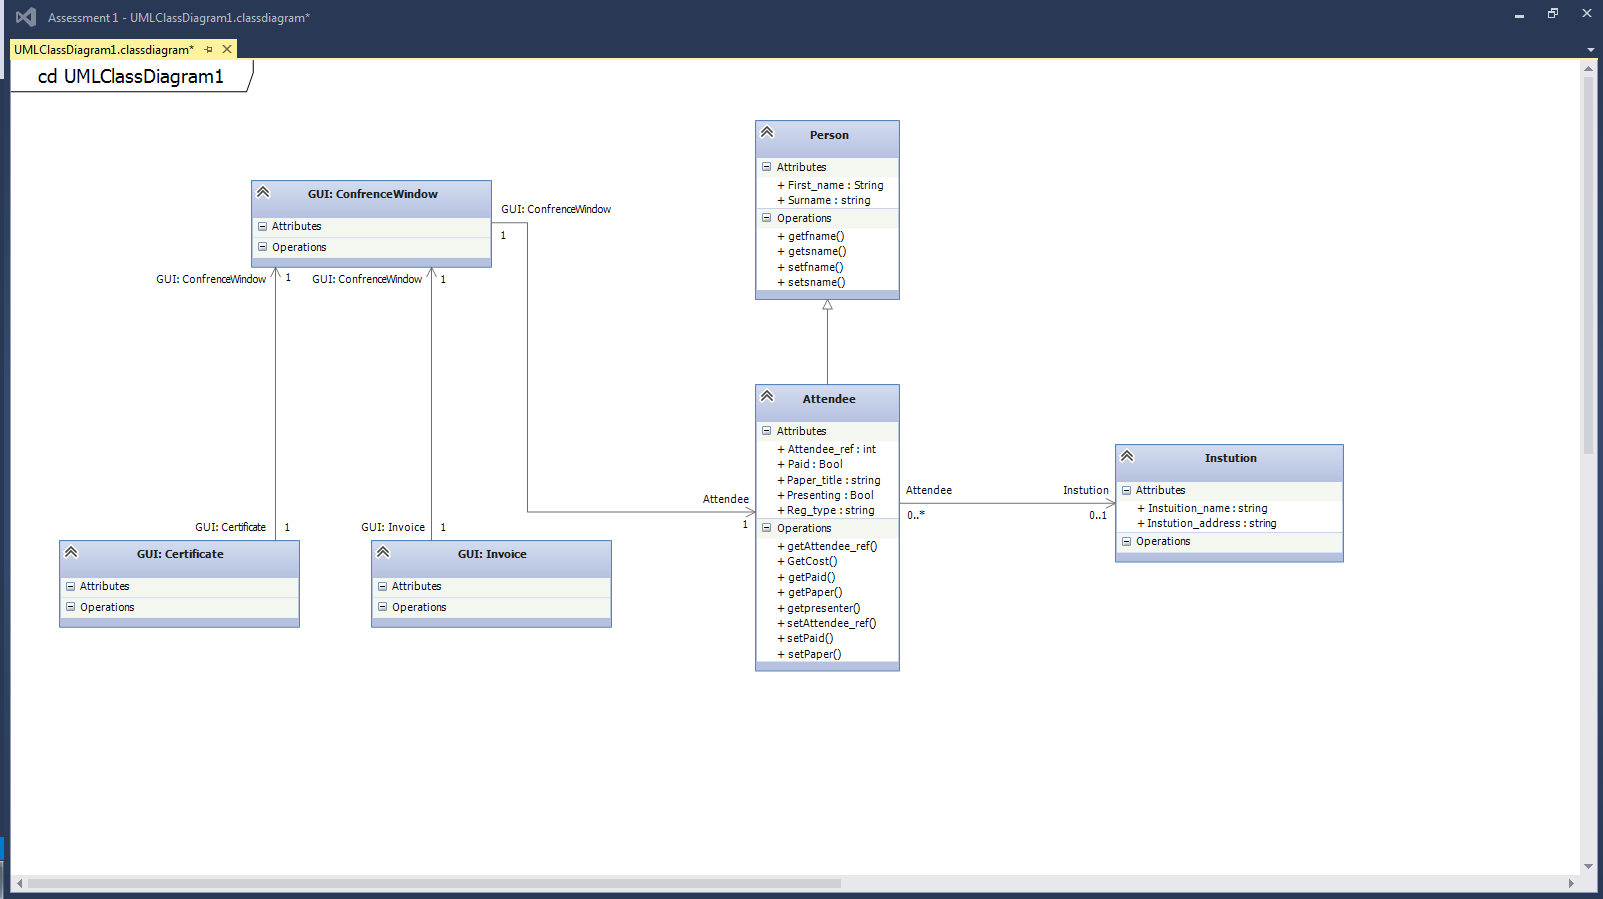 Assessment 1 - UMLClassDiagram1.classdiagram*
UMLClassDiagram1.classdiagram*
cd UMLClassDiagram1
Person
Attributes
+ First_name : String
+ Surname : string
Operations
+ getfname()
+ getsname()
+ setfname()
+ setsname()
GUI: ConfrenceWindow
Attributes
Operations
GUI: ConfrenceWindow
1
GUI: ConfrenceWindow
1
GUI: ConfrenceWindow
1
Attendee
Attributes
+ Attendee_ref : int
+ Paid : Bool
+ Paper_title : string
+ Presenting : Bool
+ Reg_type : string
Operations
+ getAttendee_ref()
+ GetCost()
+ getPaid()
+ getPaper()
+ getpresenter()
+ setAttendee_ref()
+ setPaid()
+ setPaper()
Attendee
1
Attendee
0..*
Instution
0..1
Instution
Attributes
+ Instuition_name : string
+ Instution_address : string
Operations
GUI: Certificate
1
GUI: Invoice
1
GUI: Certificate
Attributes
Operations
GUI: Invoice
Attributes
Operations